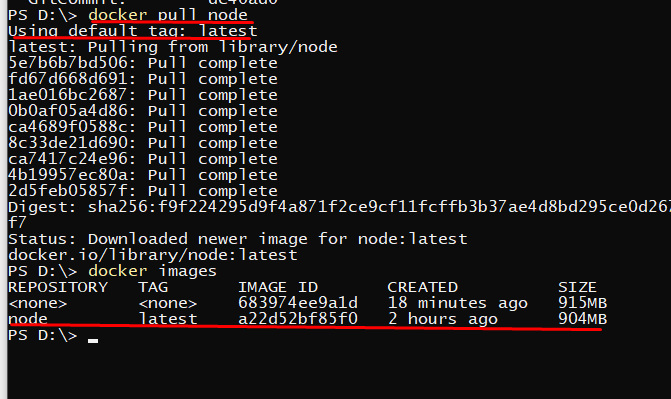 PS D:\> docker pull node
Using default tag: latest
latest: Pulling from library/node
5e7b6b7bd506: Pull complete
fd67d668d691: Pull complete
1ae016bc2687: Pull complete
0b0af05a4d86: Pull complete
ca4689f0588c: Pull complete
8c33de21d690: Pull complete
ca7417c24e96: Pull complete
4b19957ec80a: Pull complete
2d5feb05857f: Pull complete
Digest: sha256:f9f224295d9f4a871f2ce9cf11fcffb3b37ae4d8bd295ce0d267
f7
Status: Downloaded newer image for node:latest
docker.io/library/node:latest
PS D:\> docker images
REPOSITORY TAG IMAGE ID CREATED SIZE
<none> <none> 683974ee9a1d 18 minutes ago 915MB
node latest a22d52bf85f0 2 hours ago 904MB
PS D:\>